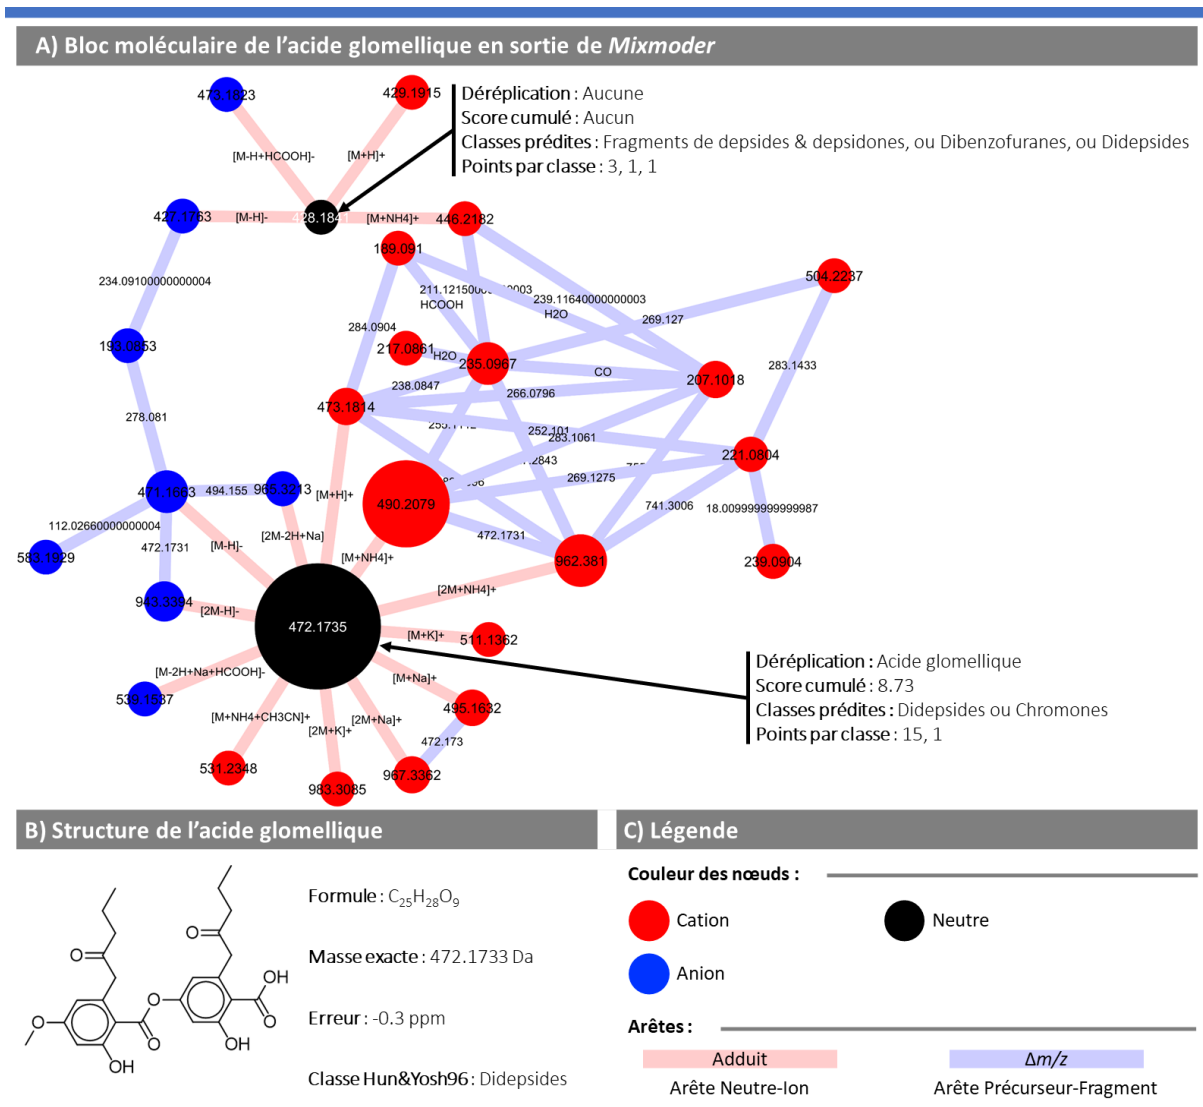 A) Bloc moléculaire de l’acide glomellique en sortie de Mixmoder
473.1823
429.1915
Déréplication : Aucune
Score cumulé : Aucun
Classes prédites : Fragments de depsides & depsidones, ou Dibenzofuranes, ou Didepsides
Points par classe : 3, 1, 1
[M-H+HCOOH]-
[M+H]+
427.1763
[M-H]-
428.1841
[M+NH4]+
446.2182
189.091
504.2237
234.09100000000004
239.11640000000003
HCOOH
H2O
269.127
284.0904
193.0853
217.0861
H2O
235.0967
CO
207.1018
283.1433
238.0847
266.0796
473.1814
278.081
252.101
283.1061
221.0804
471.1683
494.155
965.3213
[M+H]+
490.2079
269.1275
741.3006
18.009999999999987
112.02660000000004
[2M-2H+Na]
472.1731
583.1929
472.1731
[M-H]-
[M+NH4]+
962.381
239.0904
943.3394
[2M-H]-
[2M+NH4]+
472.1735
[M+K]+
511.1362
[M-2H+Na+HCOOH]-
[M+Na]+
539.1537
495.1632
[M+NH4+CH3CN]+
[2M+K]+
[2M+Na]+
472.173
531.2348
983.3085
967.3362
Déréplication : Acide glomellique
Score cumulé : 8.73
Classes prédites : Didepsides ou Chromones
Points par classe : 15, 1
B) Structure de l’acide glomellique
O
O
OH
O
O
O
O
OH
OH
Formule : C25H28O9
Masse exacte : 472.1733 Da
Erreur : -0.3 ppm
Classe Hun&Yosh96 : Didepsides
C) Légende
Couleur des nœuds :
Cation
Neutre
Anion
Arêtes :
Adduit
Δm/z
Arête Neutre-Ion
Arête Précurseur-Fragment